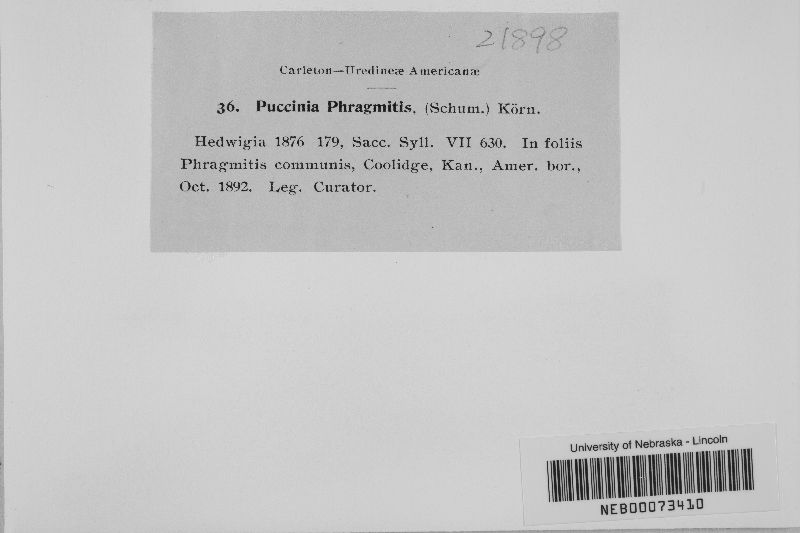 21898
Carleton—Uredineæ Americanæ
36. Puccinia Phragmitis, (Schum.) Körn.
Hedwigia 1876 179, Sacc. Syll. VII 630. In foliis
Phragmitis communis, Coolidge, Kan., Amer. bor.,
Oct. 1892. Leg. Curator.
University of Nebraska - Lincoln
NEB00073410